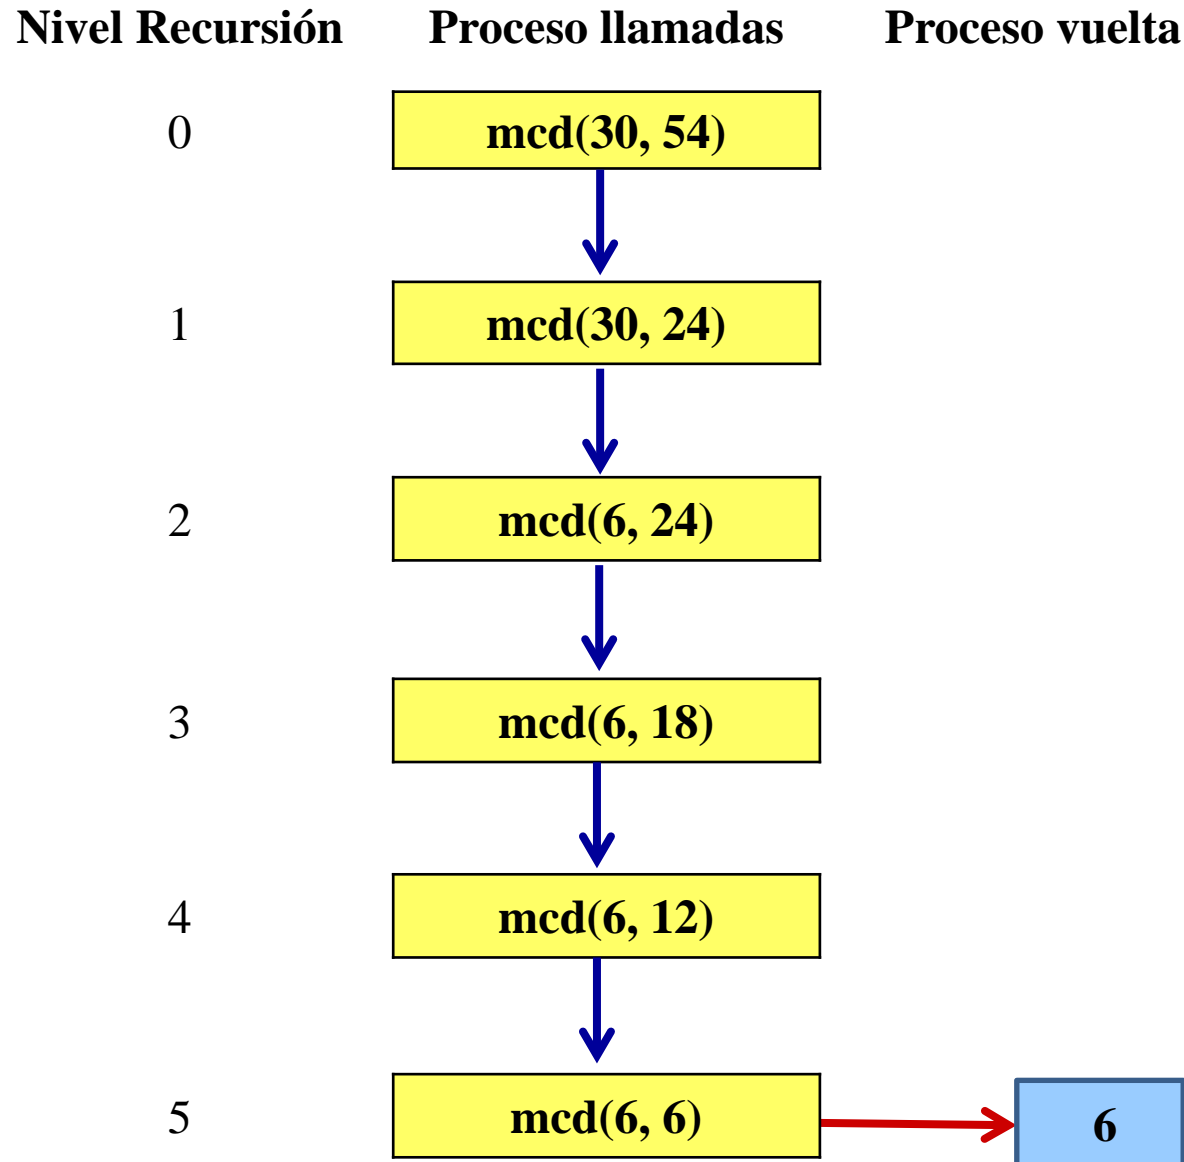 Nivel Recursión Proceso llamadas Proceso vuelta
0 mcd(30, 54)
1 mcd(30, 24)
2 mcd(6, 24)
3 mcd(6, 18)
4 mcd(6, 12)
5 mcd(6, 6) 6